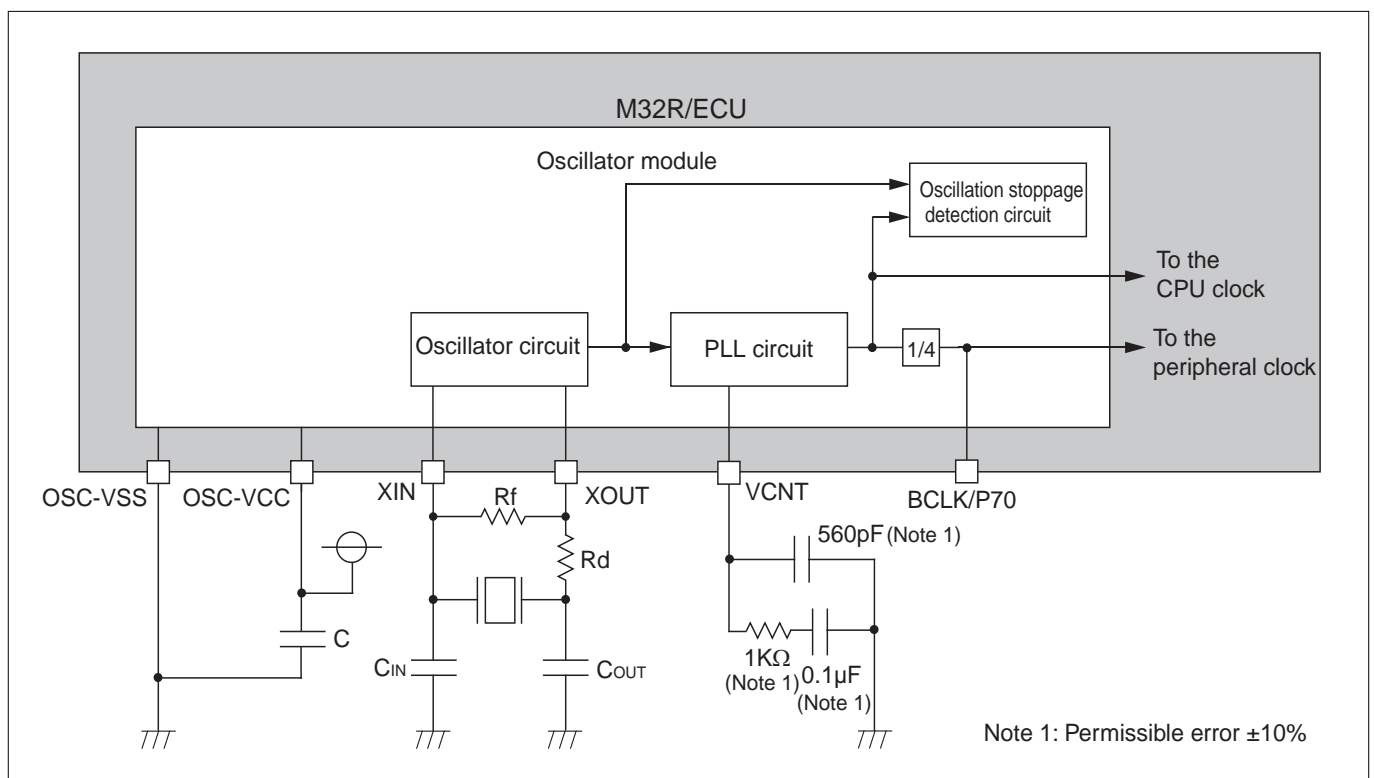 M32R/ECU
Oscillator module
Oscillation stoppage
detection circuit
To the
CPU clock
Oscillator circuit
PLL circuit
1/4
To the
peripheral clock
OSC-VSS
OSC-VCC
XIN
XOUT
VCNT
BCLK/P70
Rf
Rd
560pF (Note 1)
C
CIN
COUT
1KΩ
(Note 1)
0.1µF
(Note 1)
Note 1: Permissible error ±10%